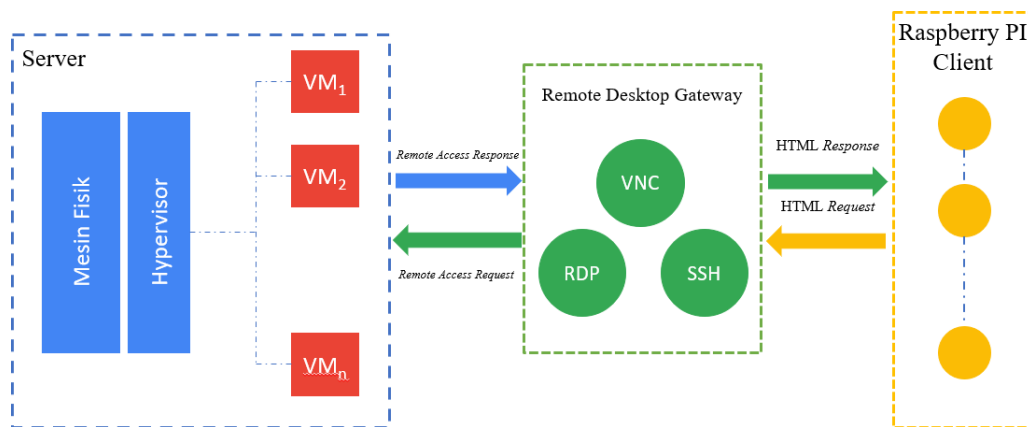 Server
Mesin Fisik
Hypervisor
VM1
VM2
VMn
Remote Access Response
Remote Access Request
Remote Desktop Gateway
VNC
RDP
SSH
HTML Response
HTML Request
Raspberry PI
Client